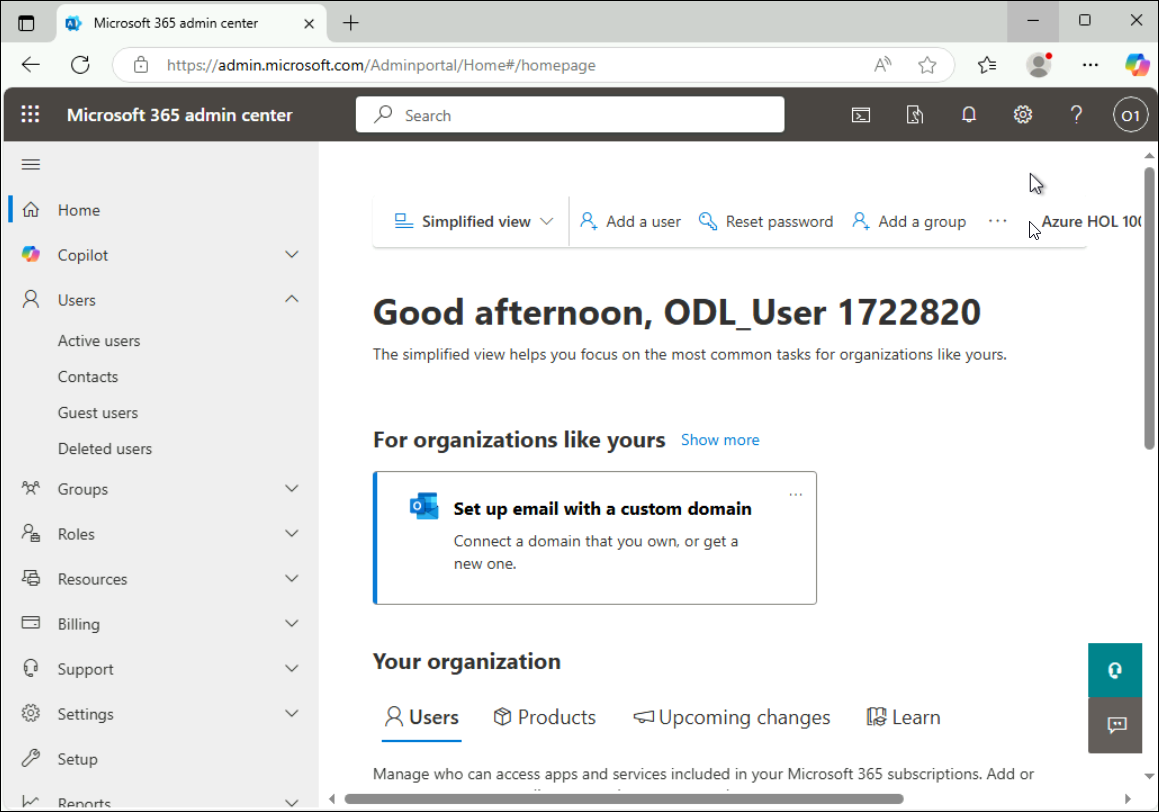 Microsoft 365 admin center
https://admin.microsoft.com/Adminportal/Home#/homepage
Microsoft 365 admin center
Search
O1
Home
Copilot
Users
Active users
Contacts
Guest users
Deleted users
Groups
Roles
Resources
Billing
Support
Settings
Setup
Reports
Simplified view
Add a user
Reset password
Add a group
Azure HOL 100
Good afternoon, ODL_User 1722820
The simplified view helps you focus on the most common tasks for organizations like yours.
For organizations like yours Show more
Set up email with a custom domain
Connect a domain that you own, or get a
new one.
Your organization
Users
Products
Upcoming changes
Learn
Manage who can access apps and services included in your Microsoft 365 subscriptions. Add or